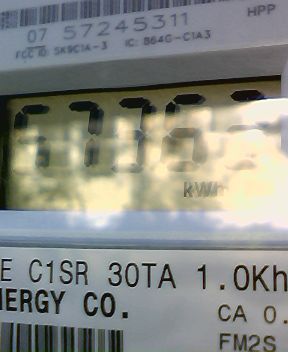 HPP
07 57245311
FCC ID: SK9C1A-3 IC: 864G-C1A3
kWh
E C1SR 30TA 1.0Kh
NERGY CO.
CA 0.
FM2S